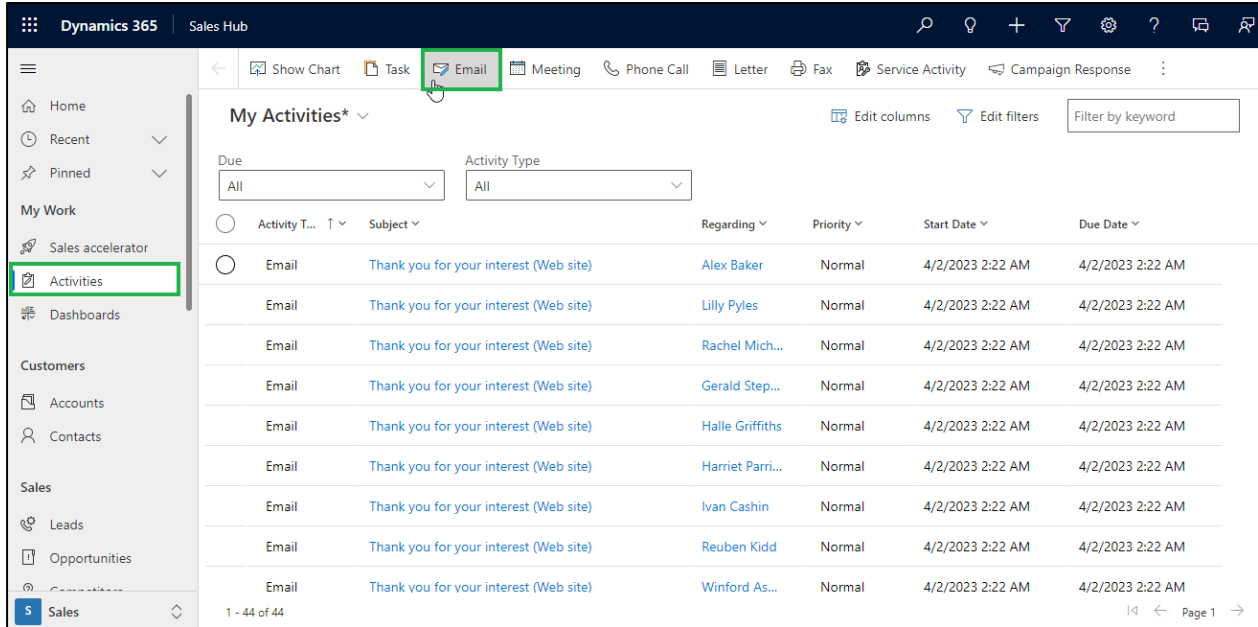 Dynamics 365 Sales Hub
Show Chart Task Email Meeting Phone Call Letter Fax Service Activity Campaign Response
Home
Recent
Pinned
My Work
Sales accelerator
Activities
Dashboards
Customers
Accounts
Contacts
Sales
Leads
Opportunities
Competitors
S Sales
My Activities*
Edit columns Edit filters Filter by keyword
Due Activity Type
All All
Activity T... Subject Regarding Priority Start Date Due Date
Email Thank you for your interest (Web site) Alex Baker Normal 4/2/2023 2:22 AM 4/2/2023 2:22 AM
Email Thank you for your interest (Web site) Lilly Pyles Normal 4/2/2023 2:22 AM 4/2/2023 2:22 AM
Email Thank you for your interest (Web site) Rachel Mich... Normal 4/2/2023 2:22 AM 4/2/2023 2:22 AM
Email Thank you for your interest (Web site) Gerald Step... Normal 4/2/2023 2:22 AM 4/2/2023 2:22 AM
Email Thank you for your interest (Web site) Halle Griffiths Normal 4/2/2023 2:22 AM 4/2/2023 2:22 AM
Email Thank you for your interest (Web site) Harriet Parri... Normal 4/2/2023 2:22 AM 4/2/2023 2:22 AM
Email Thank you for your interest (Web site) Ivan Cashin Normal 4/2/2023 2:22 AM 4/2/2023 2:22 AM
Email Thank you for your interest (Web site) Reuben Kidd Normal 4/2/2023 2:22 AM 4/2/2023 2:22 AM
Email Thank you for your interest (Web site) Winford As... Normal 4/2/2023 2:22 AM 4/2/2023 2:22 AM
1 - 44 of 44 Page 1